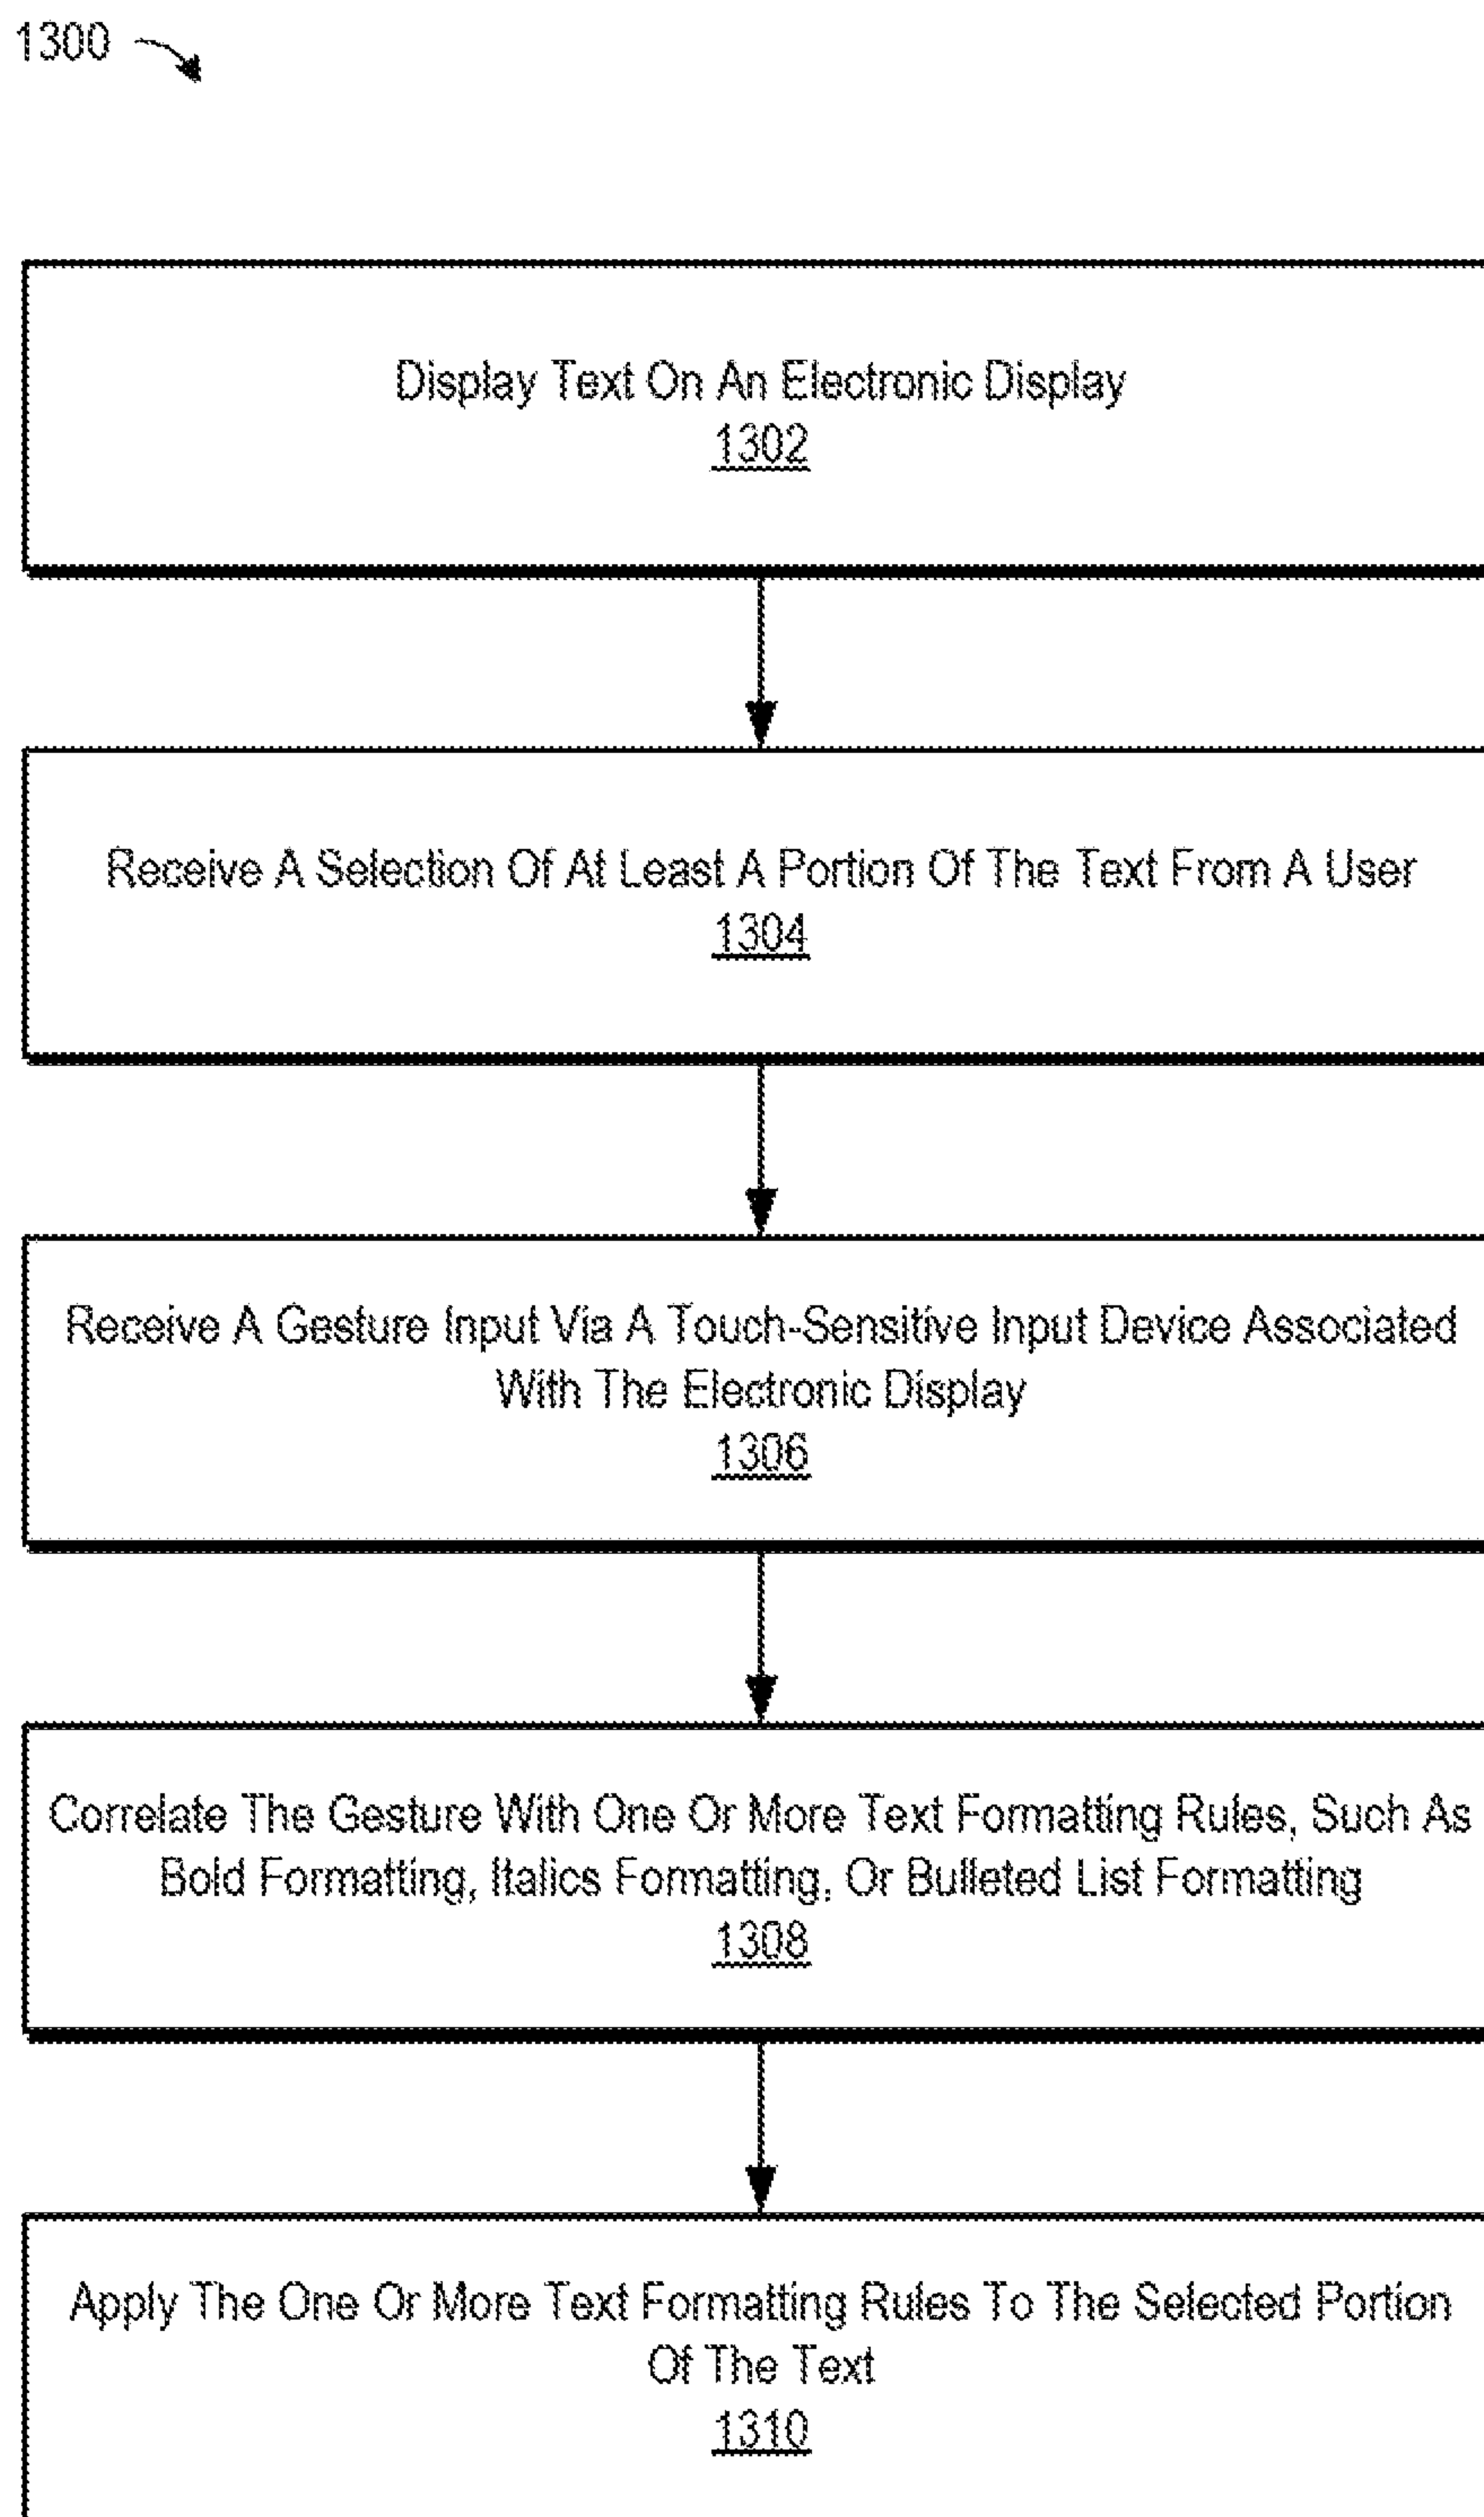 1300
Display Text On An Electronic Display
1302
Receive A Selection Of At Least A Portion Of The Text From A User
1304
Receive A Gesture Input Via A Touch-Sensitive Input Device Associated
With The Electronic Display
1306
Correlate The Gesture With One Or More Text Formatting Rules, Such As
Bold Formatting, Italics Formatting, Or Bulleted List Formatting
1308
Apply The One Or More Text Formatting Rules To The Selected Portion
Of The Text
1310